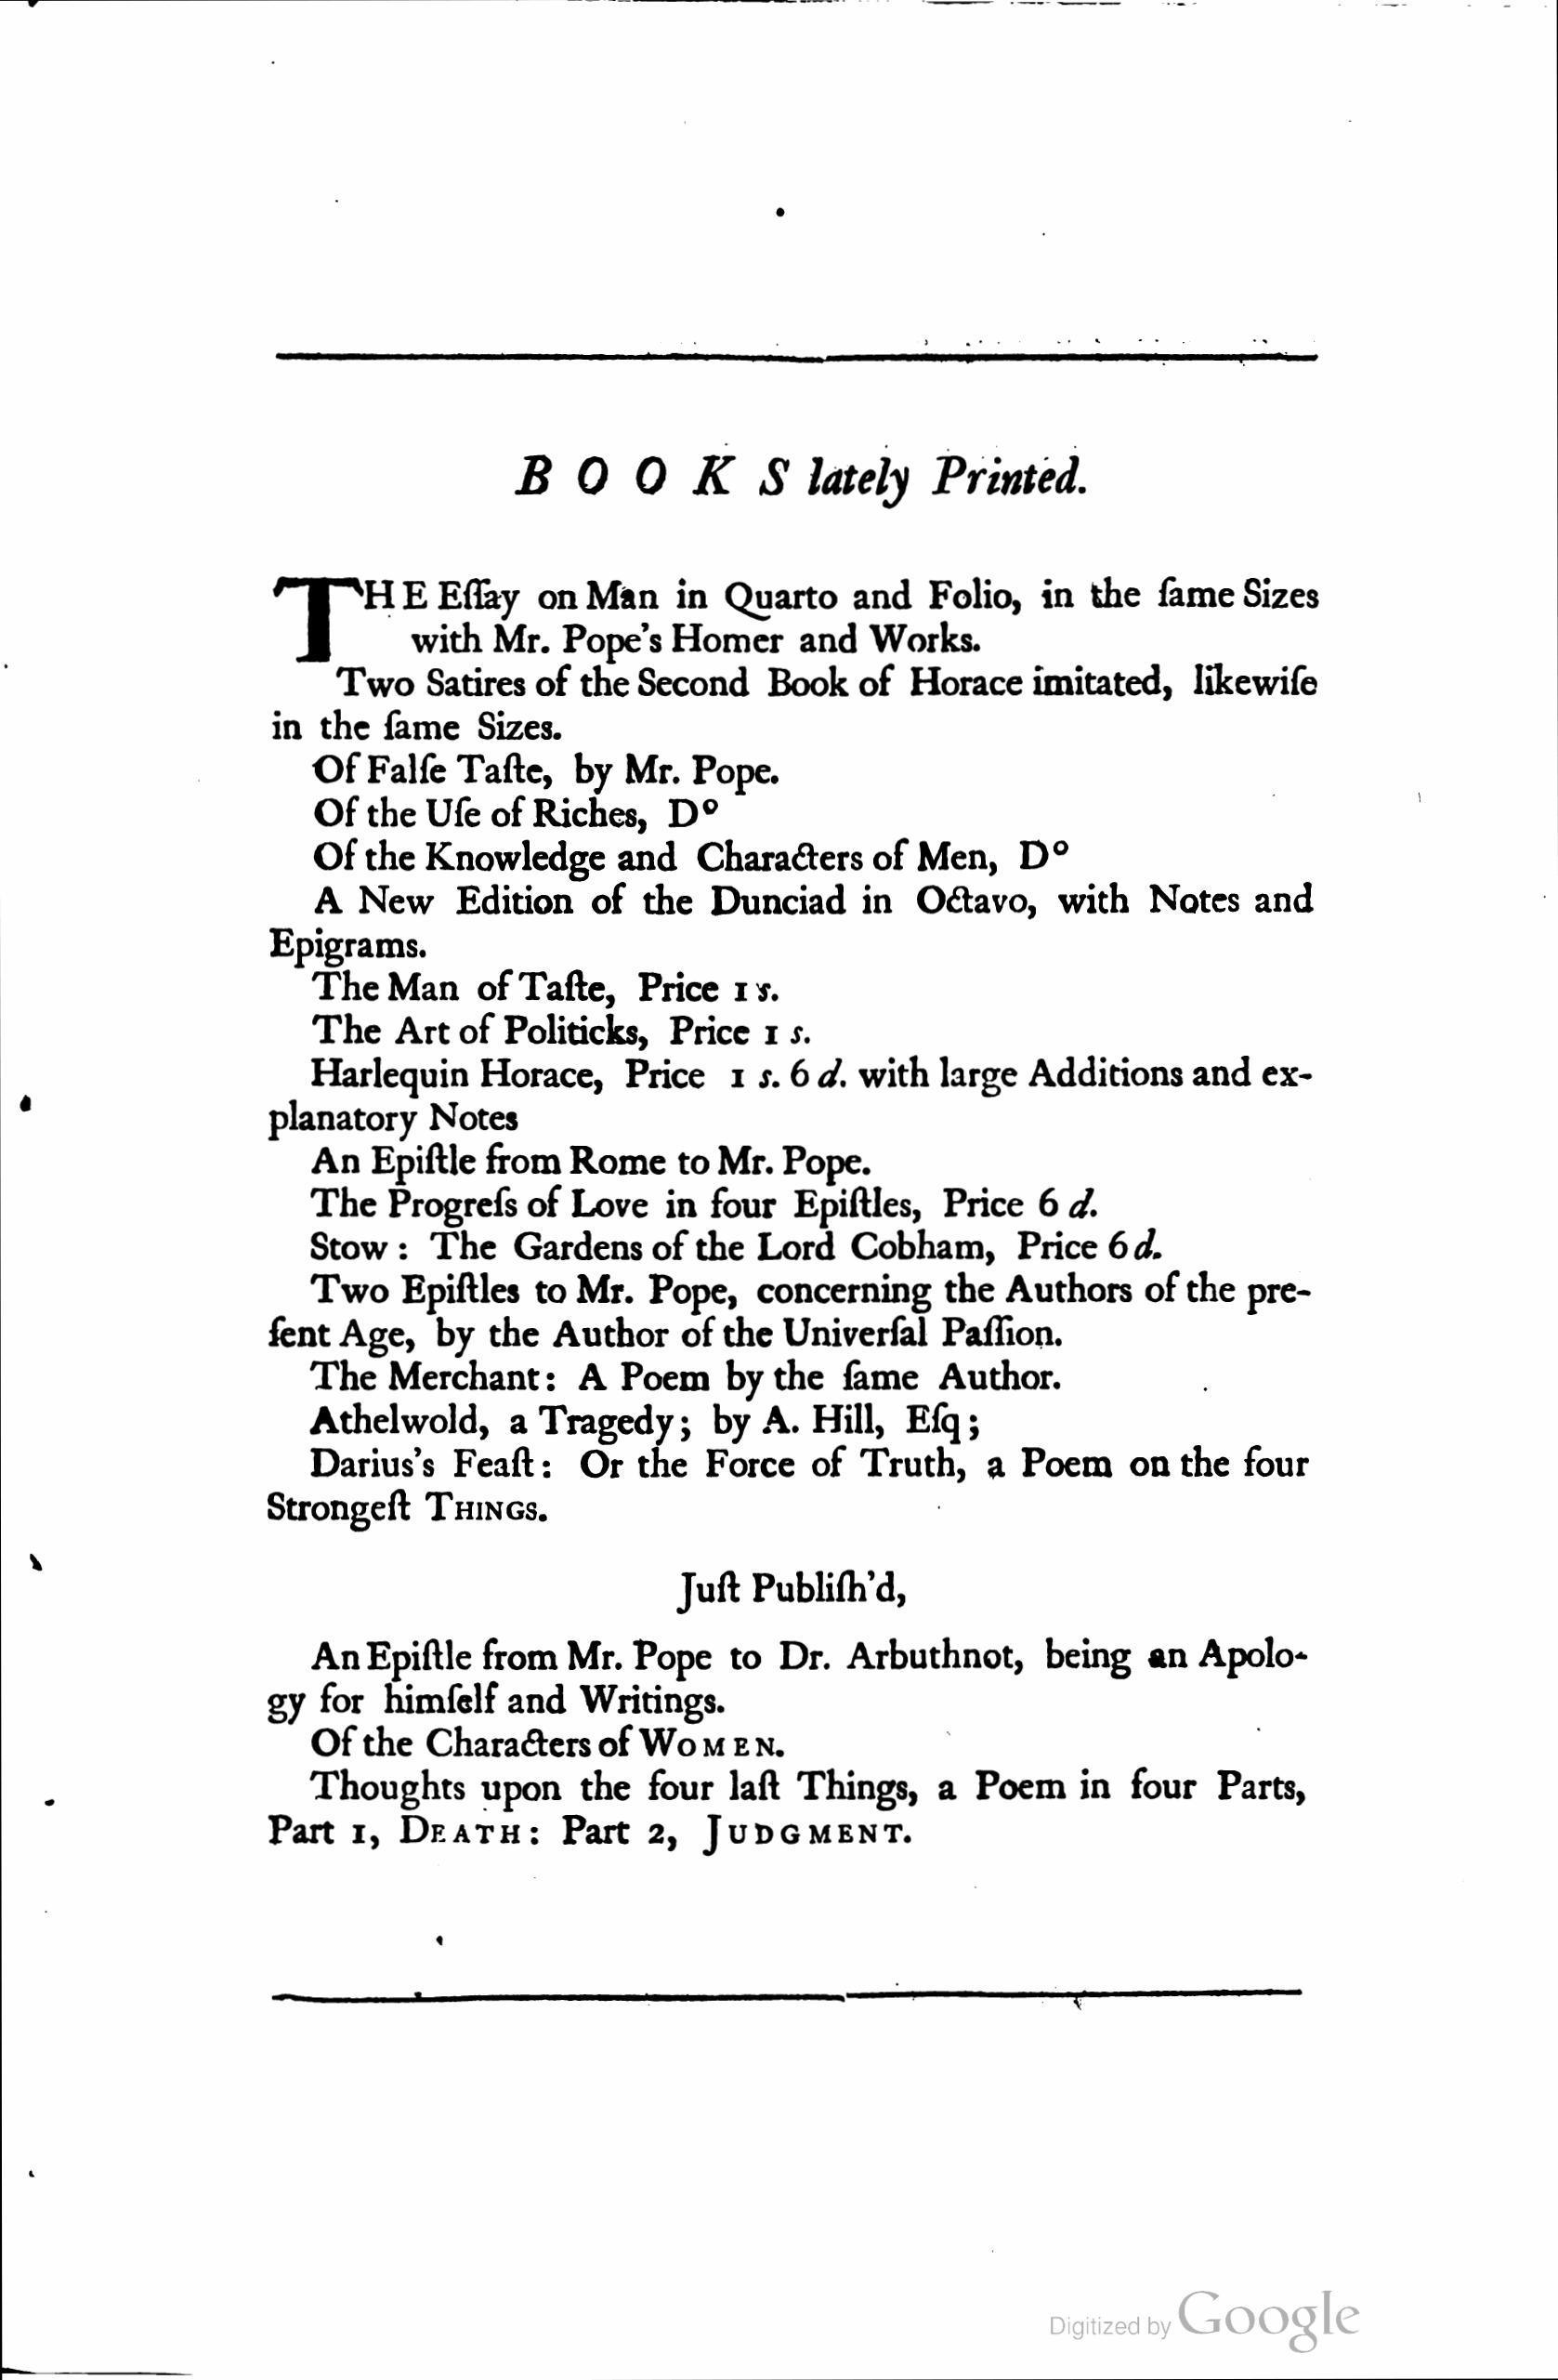 BOOKS lately Printed.
THE Eſſay on Man in Quarto and Folio, in the ſame Sizes
with Mr. Pope's Homer and Works.
Two Satires of the Second Book of Horace imitated, likewiſe
in the ſame Sizes.
Of Falſe Taſte, by Mr. Pope.
Of the Uſe of Riches, Dº
Of the Knowledge and Characters of Men, Dº
A New Edition of the Dunciad in Octavo, with Notes and
Epigrams.
The Man of Taſte, Price 1 s.
The Art of Politicks, Price 1 s.
Harlequin Horace, Price 1 s. 6 d. with large Additions and ex-
planatory Notes
An Epiſtle from Rome to Mr. Pope.
The Progreſs of Love in four Epiſtles, Price 6 d.
Stow : The Gardens of the Lord Cobham, Price 6 d.
Two Epiſtles to Mr. Pope, concerning the Authors of the pre-
ſent Age, by the Author of the Univerſal Paſſion.
The Merchant: A Poem by the ſame Author.
Athelwold, a Tragedy; by A. Hill, Eſq;
Darius's Feaſt: Or the Force of Truth, a Poem on the four
Strongeſt THINGS.
Juſt Publiſh'd,
An Epiſtle from Mr. Pope to Dr. Arbuthnot, being an Apolo-
gy for himſelf and Writings.
Of the Characters of WOMEN.
Thoughts upon the four laſt Things, a Poem in four Parts,
Part 1, DEATH: Part 2, JUDGMENT.
Digitized by Google